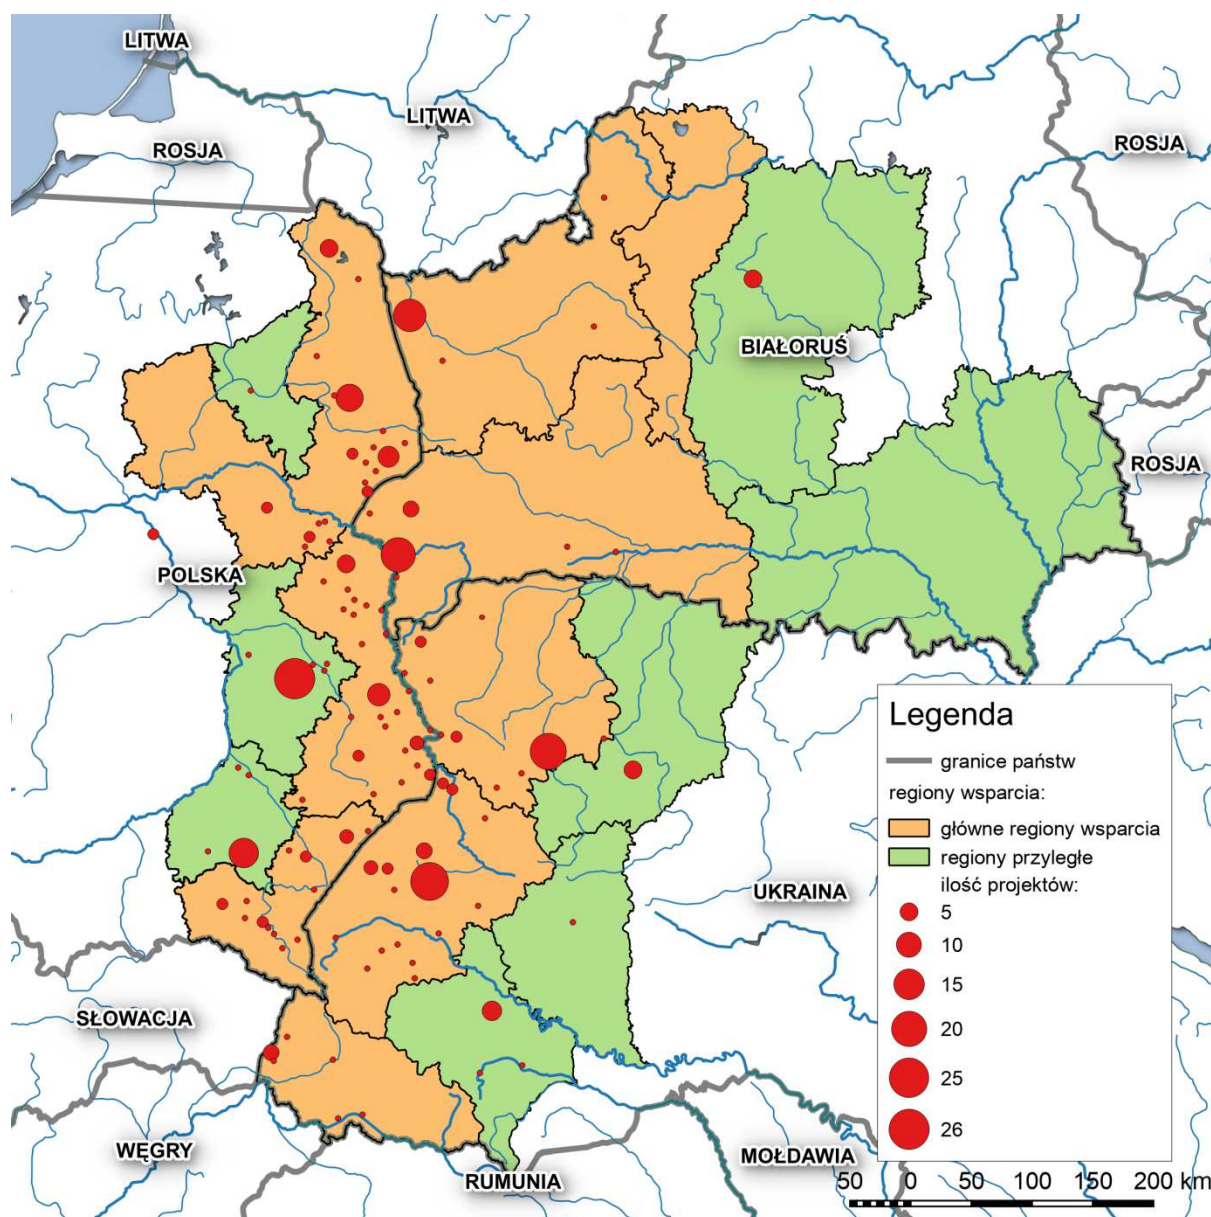 LITWA
LITWA
ROSJA
ROSJA
BIAŁORUŚ
ROSJA
POLSKA
Legenda
granice państw
regiony wsparcia:
główne regiony wsparcia
regiony przyległe
ilość projektów:
5
10
15
20
25
26
UKRAINA
SŁOWACJA
WĘGRY
RUMUNIA
MOŁDAWIA
50 0 50 100 150 200 km